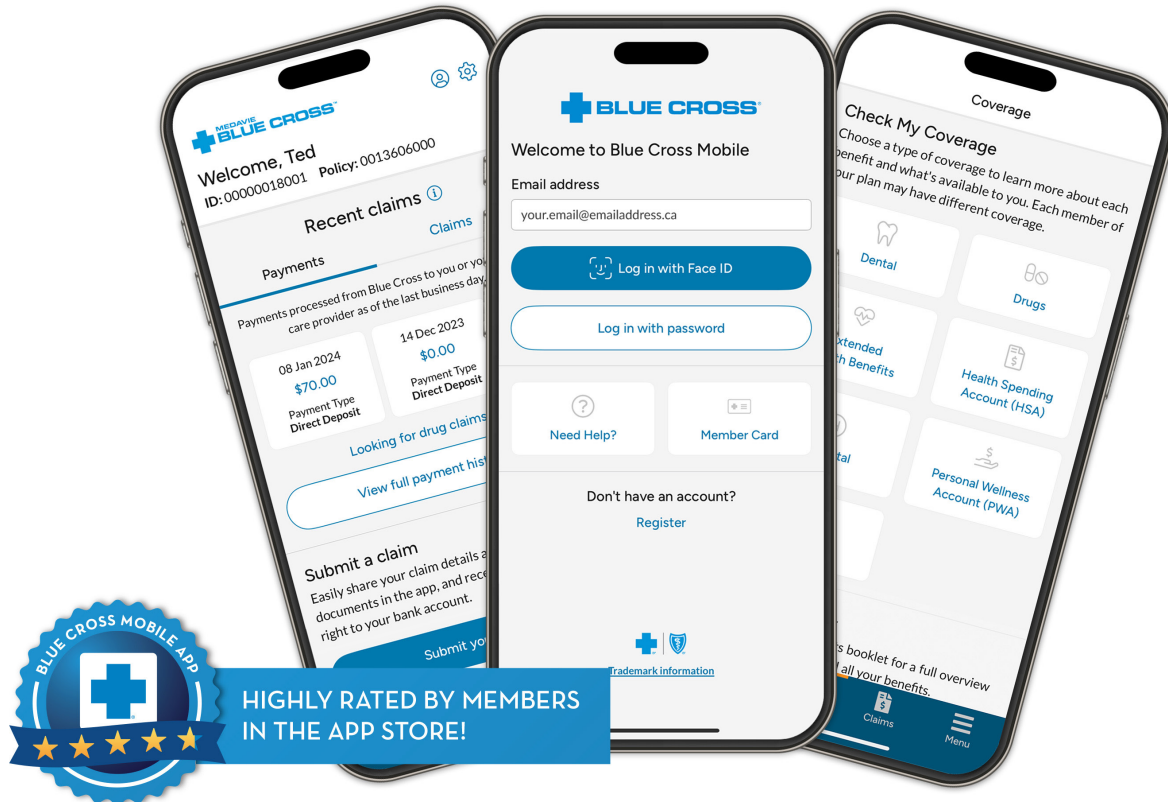 MEDAVIE
BLUE CROSS
Welcome, Ted
ID: 00000018001 Policy: 0013606000
Recent claims
Payments
Claims
Payments processed from Blue Cross to you or
care provider as of the last business day
08 Jan 2024
$70.00
Payment Type
Direct Deposit
14 Dec 2023
$0.00
Payment Type
Direct Deposit
Looking for drug claims
View full payment hist
Submit a claim
Easily share your claim details
documents in the app, and
right to your bank account.
Submit
BLUE CROSS MOBILE APP
HIGHLY RATED BY MEMBERS
IN THE APP STORE!
BLUE CROSS®
Welcome to Blue Cross Mobile
Email address
your.email@emailaddress.ca
Log in with Face ID
Log in with password
Need Help?
Member Card
Don't have an account?
Register
Trademark information
Coverage
Check My Coverage
Choose a type of coverage to learn more about each
benefit and what's available to you. Each member of
our plan may have different coverage.
Dental
Drugs
xtended
h Benefits
Health Spending
Account (HSA)
tal
Personal Wellness
Account (PWA)
s booklet for a full overview
all your benefits.
Claims
Menu